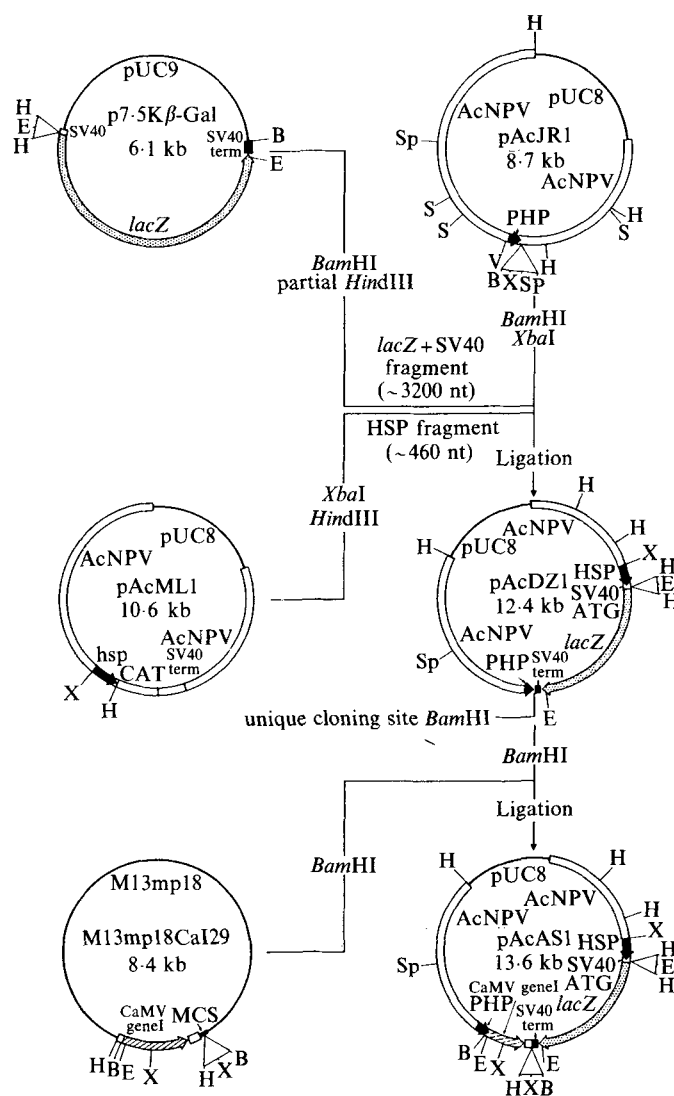 pUC9
p7·5Kβ-Gal
6·1 kb
H
E
H
SV40
SV40
term
B
E
lacZ
H
pUC8
AcNPV
pAcJR1
8·7 kb
AcNPV
Sp
S
S
H
S
PHP
V
B X S P
H
BamHI
partial HindIII
BamHI
XbaI
lacZ + SV40
fragment
(~3200 nt)
HSP fragment
(~460 nt)
Ligation
XbaI
HindIII
AcNPV
pUC8
pAcML1
10·6 kb
AcNPV
SV40
term
hsp
CAT
X
H
H
H
H
AcNPV
pUC8
X
HSP
pAcDZ1
SV40
12·4 kb
ATG
H
E
H
AcNPV
lacZ
Sp
PHP
SV40
term
E
unique cloning site BamHI
BamHI
BamHI
Ligation
M13mp18
M13mp18CaI29
8·4 kb
CaMV
geneI
MCS
H B E
X
H X B
H
H
pUC8
AcNPV
AcNPV
H
X
pAcAS1
HSP
13·6 kb
SV40
ATG
H
E
H
Sp
CaMV geneI
lacZ
PHP
SV40
term
B
E
X
E
H X B